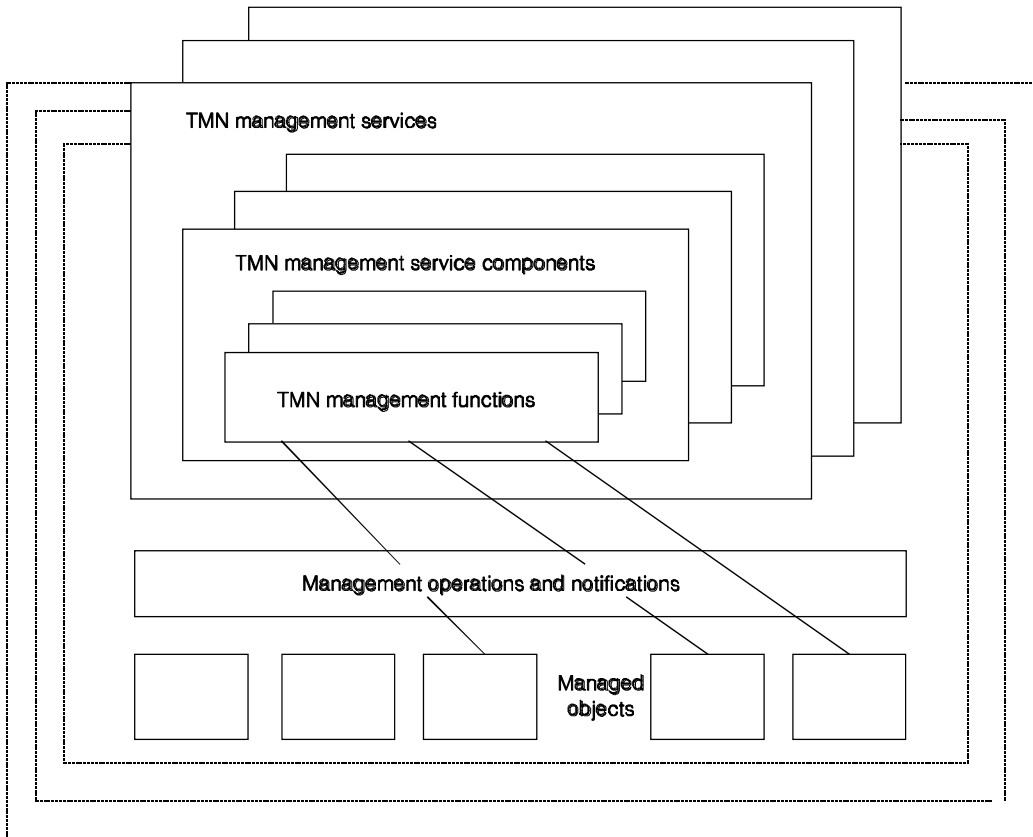 TMN management services
TMN management service components
TMN management functions
Management operations and notifications
Managed
objects